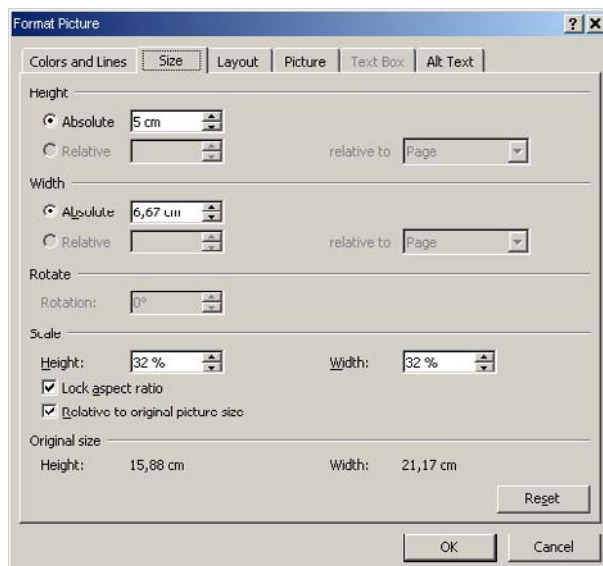 Format Picture ? X
Colors and Lines Size Layout Picture Text Box Alt Text
Height
Absolute 5 cm
Relative relative to Page
Width
Absolute 6,67 cm
Relative relative to Page
Rotate
Rotation: 0°
Scale
Height: 32 % Width: 32 %
Lock aspect ratio
Relative to original picture size
Original size
Height: 15,88 cm Width: 21,17 cm
Reset
OK Cancel